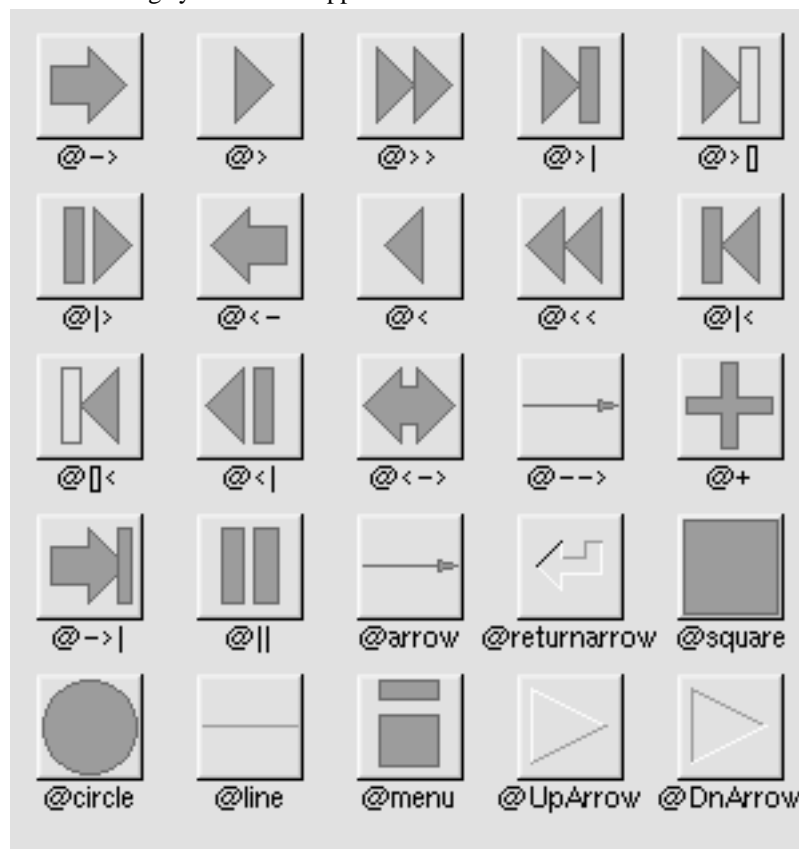 @-> @> @>> @>| @>[]
@|> @<- @< @<< @|<
@[]< @<| @<-> @--> @+
@->| @|| @arrow @returnarrow @square
@circle @line @menu @UpArrow @DnArrow